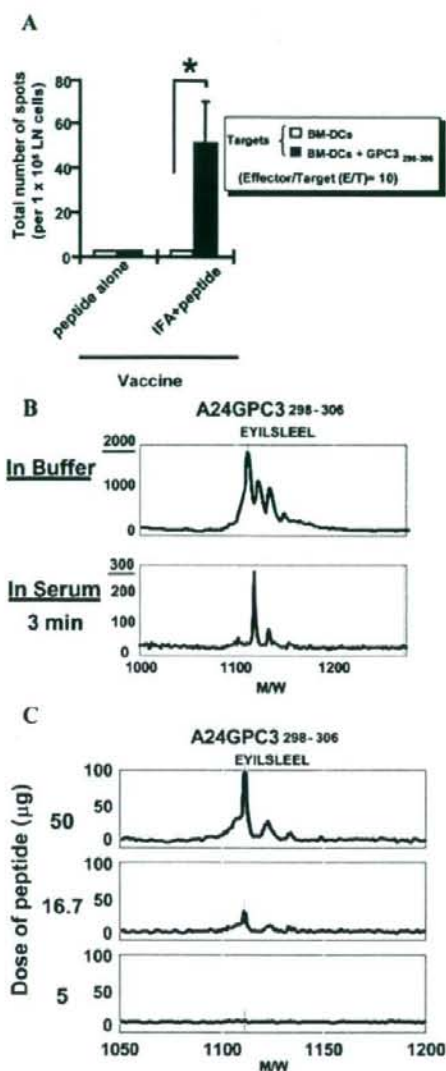 A
80
*
60
40
20
0
Total number of spots
(per 1 x 10⁵ LN cells)
Targets
BM-DCs
BM-DCs + GPC3 298-306
(Effector/Target (E/T)= 10)
peptide alone
IFA+peptide
Vaccine
B
A24GPC3 298-306
EYILSLEEL
In Buffer
2000
1000
0
In Serum
3 min
300
200
100
0
1000 1100 1200
M/W
C
A24GPC3 298-306
EYILSLEEL
Dose of peptide (μg)
50
100
50
0
16.7
100
50
0
5
100
50
0
1050 1100 1150 1200
M/W